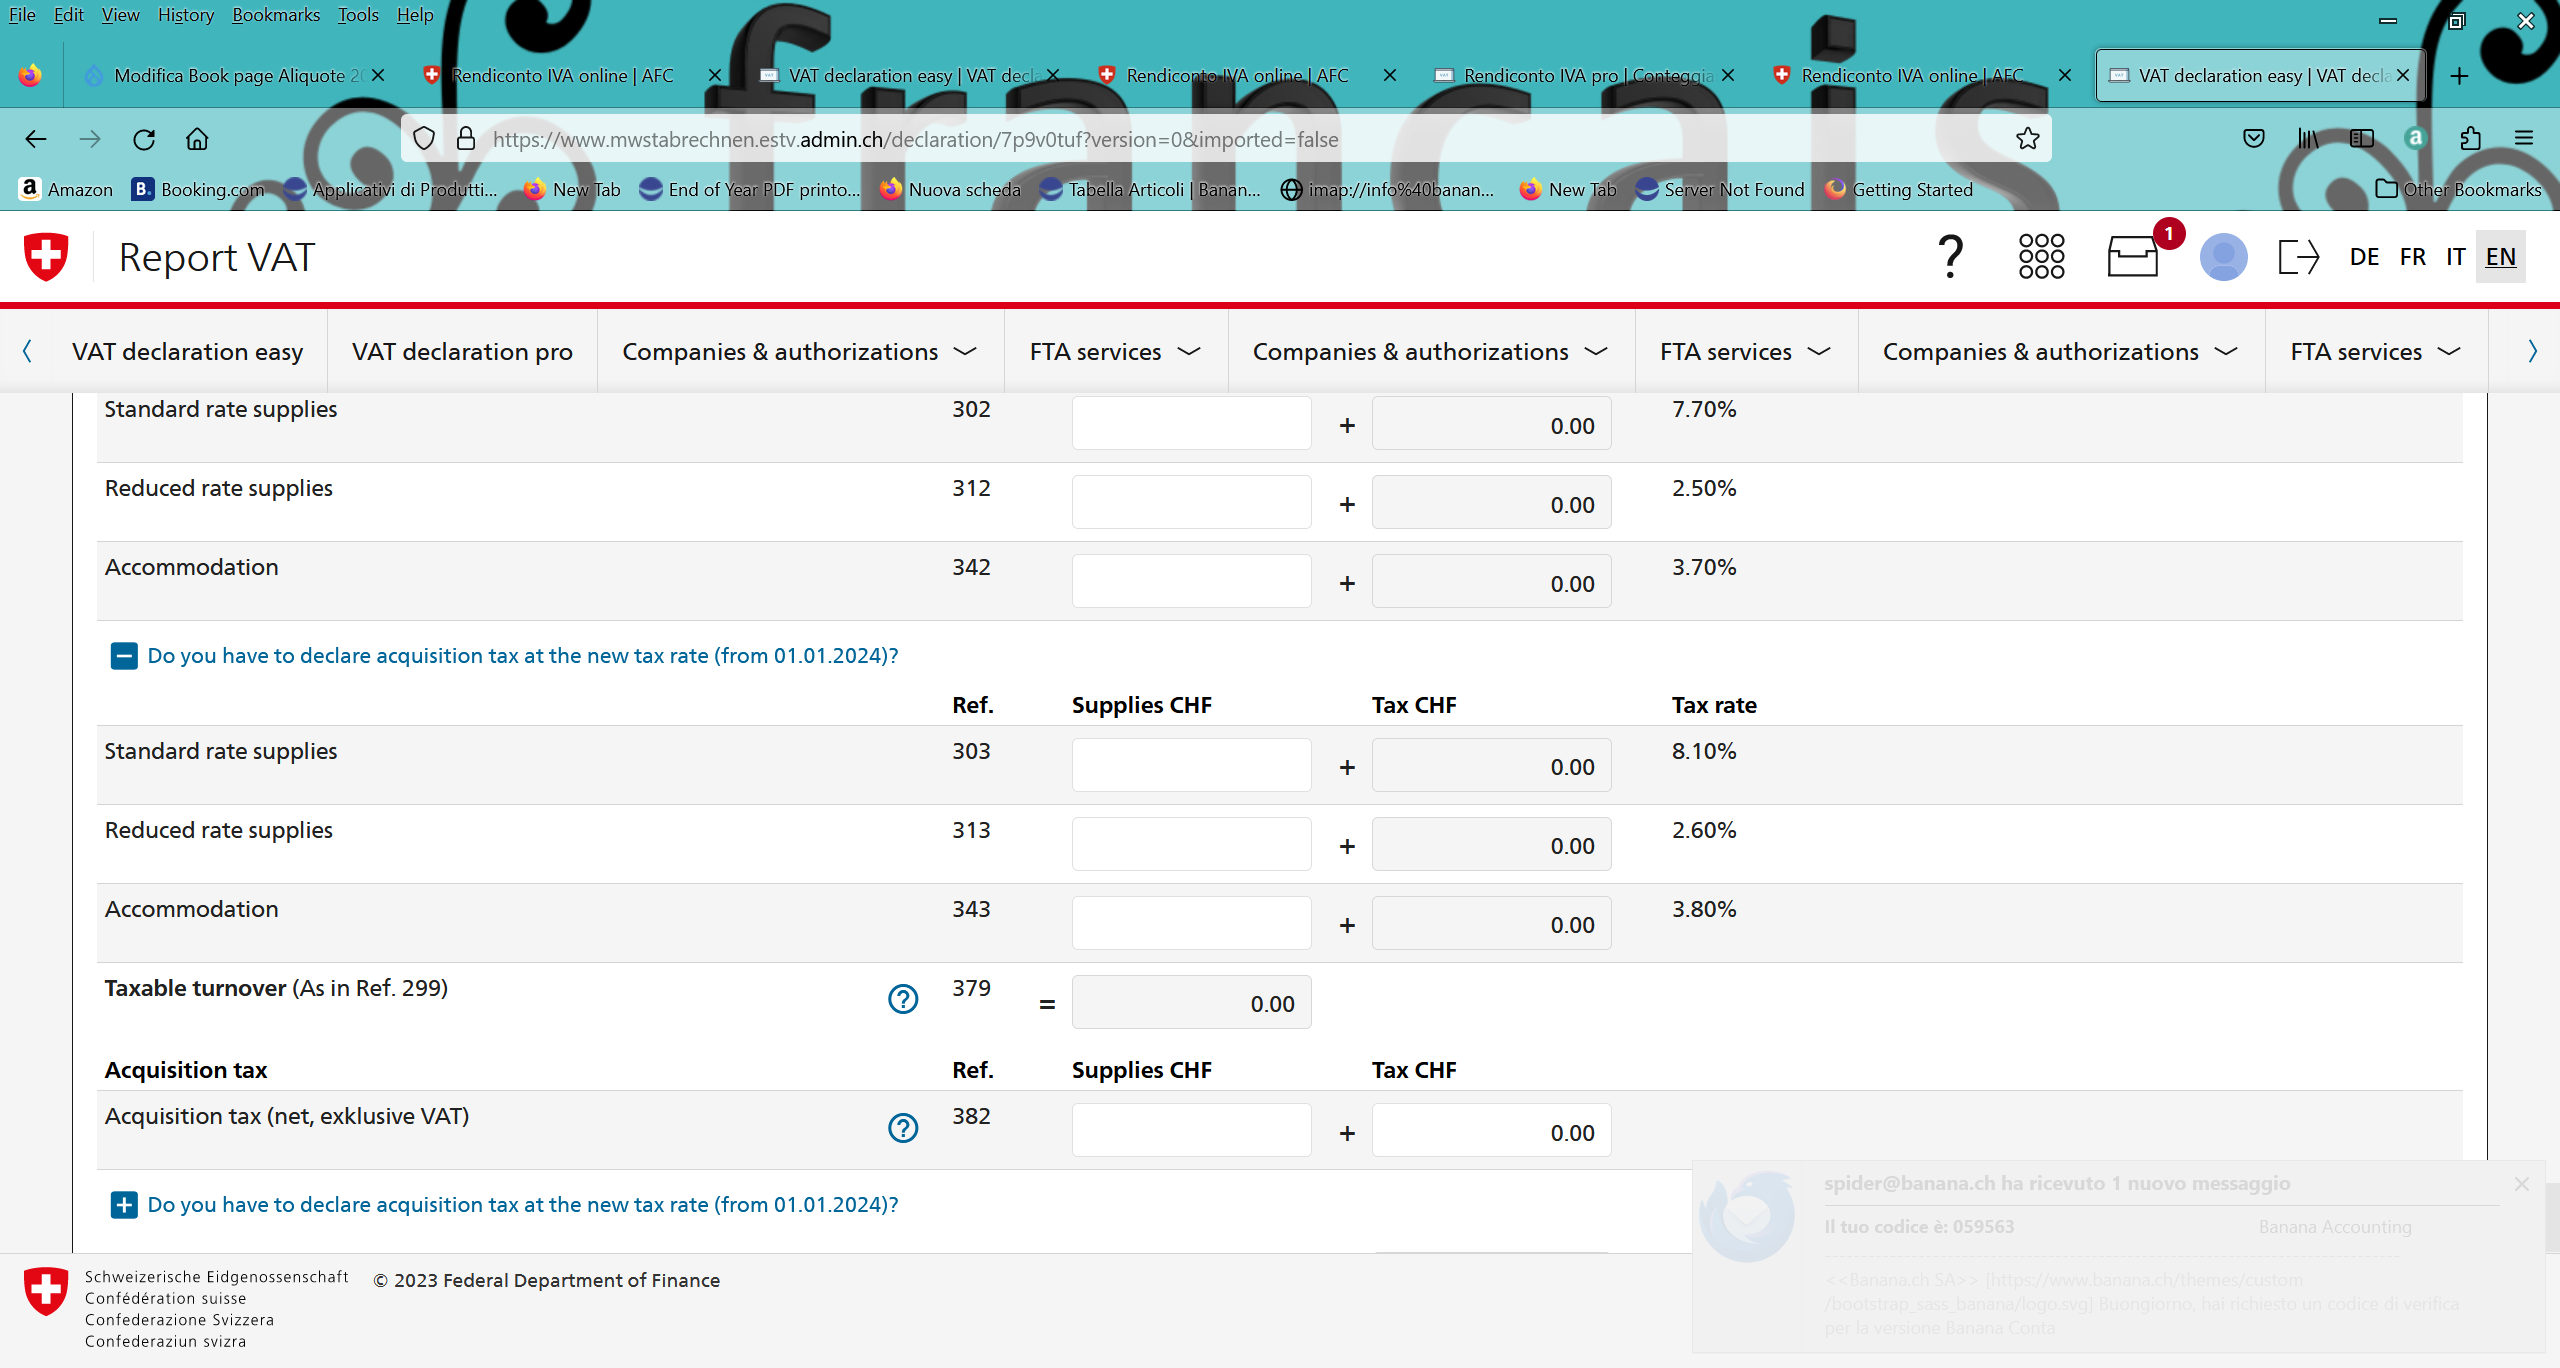 File Edit View History Bookmarks Tools Help
Modifica Book page Aliquote 20
Rendiconto IVA online | AFC
VAT declaration easy | VAT decla
Rendiconto IVA online | AFC
Rendiconto IVA pro | Conteggia
Rendiconto IVA online | AFC
VAT declaration easy | VAT decla
francais
https://www.mwstabrechnen.estv.admin.ch/declaration/7p9v0tuf?version=0&imported=false
Amazon Booking.com Applicativi di Produtti... New Tab End of Year PDF printo... Nuova scheda Tabella Articoli | Banan... imap://info%40banan... New Tab Server Not Found Getting Started Other Bookmarks
Report VAT
? 1 DE FR IT EN
VAT declaration easy VAT declaration pro Companies & authorizations FTA services Companies & authorizations FTA services Companies & authorizations FTA services
Standard rate supplies 302 + 0.00 7.70%
Reduced rate supplies 312 + 0.00 2.50%
Accommodation 342 + 0.00 3.70%
Do you have to declare acquisition tax at the new tax rate (from 01.01.2024)?
Ref. Supplies CHF Tax CHF Tax rate
Standard rate supplies 303 + 0.00 8.10%
Reduced rate supplies 313 + 0.00 2.60%
Accommodation 343 + 0.00 3.80%
Taxable turnover (As in Ref. 299) ? 379 = 0.00
Acquisition tax Ref. Supplies CHF Tax CHF
Acquisition tax (net, exklusive VAT) ? 382 + 0.00
Do you have to declare acquisition tax at the new tax rate (from 01.01.2024)?
spider@banana.ch ha ricevuto 1 nuovo messaggio
Il tuo codice è: 059563 Banana Accounting
<<Banana.ch SA>> [https://www.banana.ch/themes/custom
/bootstrap_sass_banana/logo.svg] Buongiorno, hai richiesto un codice di verifica
per la versione Banana Conta
Schweizerische Eidgenossenschaft
Confédération suisse
Confederazione Svizzera
Confederaziun svizra
© 2023 Federal Department of Finance